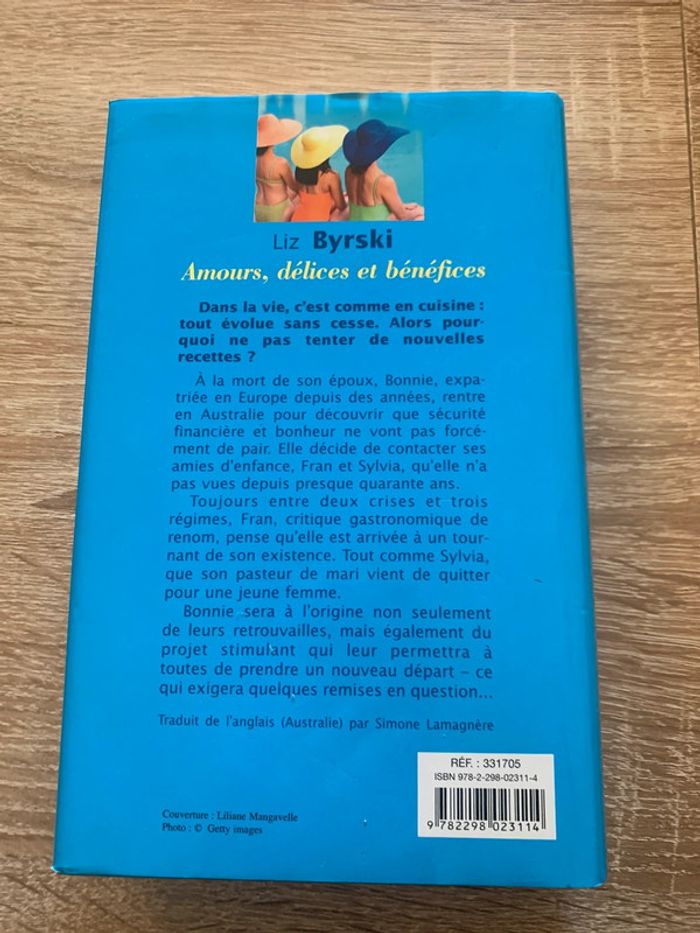 Liz Byrski
Amours, délices et bénéfices
Dans la vie, c'est comme en cuisine :
tout évolue sans cesse. Alors pour-
quoi ne pas tenter de nouvelles
recettes ?
À la mort de son époux, Bonnie, expa-
triée en Europe depuis des années, rentre
en Australie pour découvrir que sécurité
financière et bonheur ne vont pas forcé-
ment de pair. Elle décide de contacter ses
amies d'enfance, Fran et Sylvia, qu'elle n'a
pas vues depuis presque quarante ans.
Toujours entre deux crises et trois
régimes, Fran, critique gastronomique de
renom, pense qu'elle est arrivée à un tour-
nant de son existence. Tout comme Sylvia,
que son pasteur de mari vient de quitter
pour une jeune femme.
Bonnie sera à l'origine non seulement
de leurs retrouvailles, mais également du
projet stimulant qui leur permettra à
toutes de prendre un nouveau départ – ce
qui exigera quelques remises en question...
Traduit de l'anglais (Australie) par Simone Lamagnère
RÉF. : 331705
ISBN 978-2-298-02311-4
9 782298 023114
Couverture : Liliane Mangavelle
Photo : © Getty images